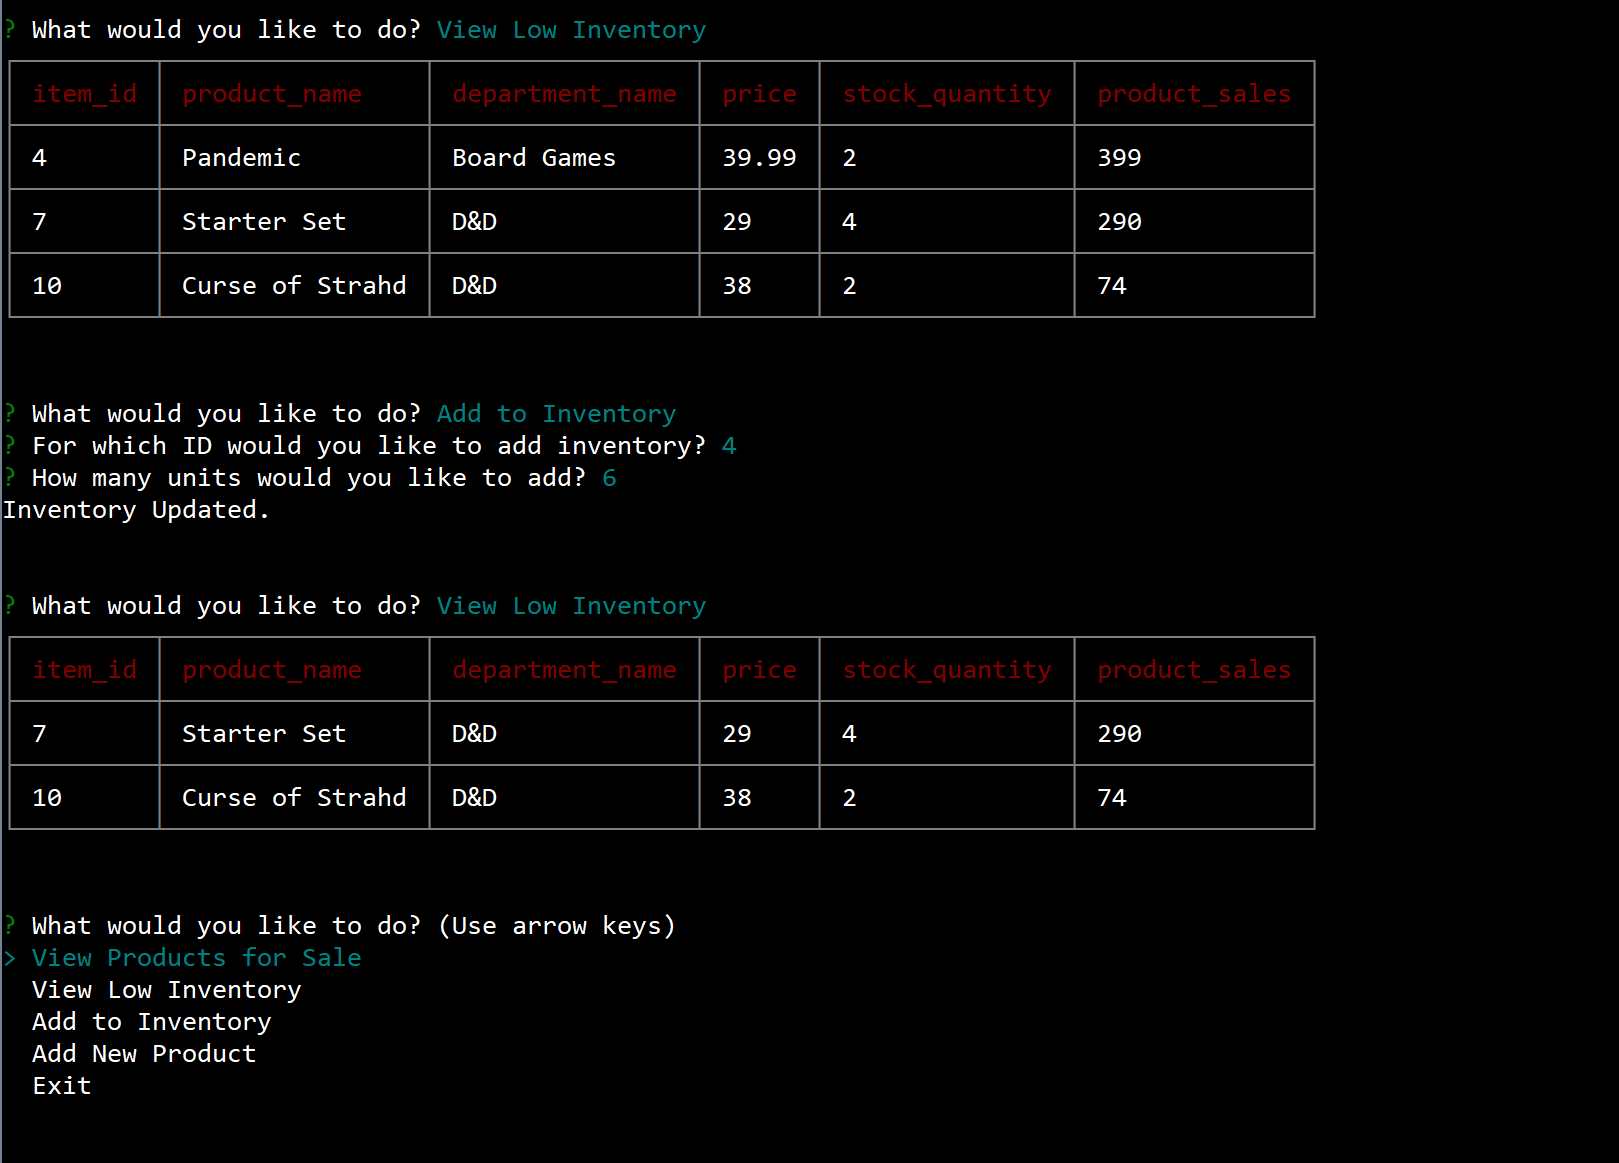 ? What would you like to do? View Low Inventory
item_id product_name department_name price stock_quantity product_sales
4 Pandemic Board Games 39.99 2 399
7 Starter Set D&D 29 4 290
10 Curse of Strahd D&D 38 2 74
? What would you like to do? Add to Inventory
? For which ID would you like to add inventory? 4
? How many units would you like to add? 6
Inventory Updated.
? What would you like to do? View Low Inventory
item_id product_name department_name price stock_quantity product_sales
7 Starter Set D&D 29 4 290
10 Curse of Strahd D&D 38 2 74
? What would you like to do? (Use arrow keys)
> View Products for Sale
View Low Inventory
Add to Inventory
Add New Product
Exit